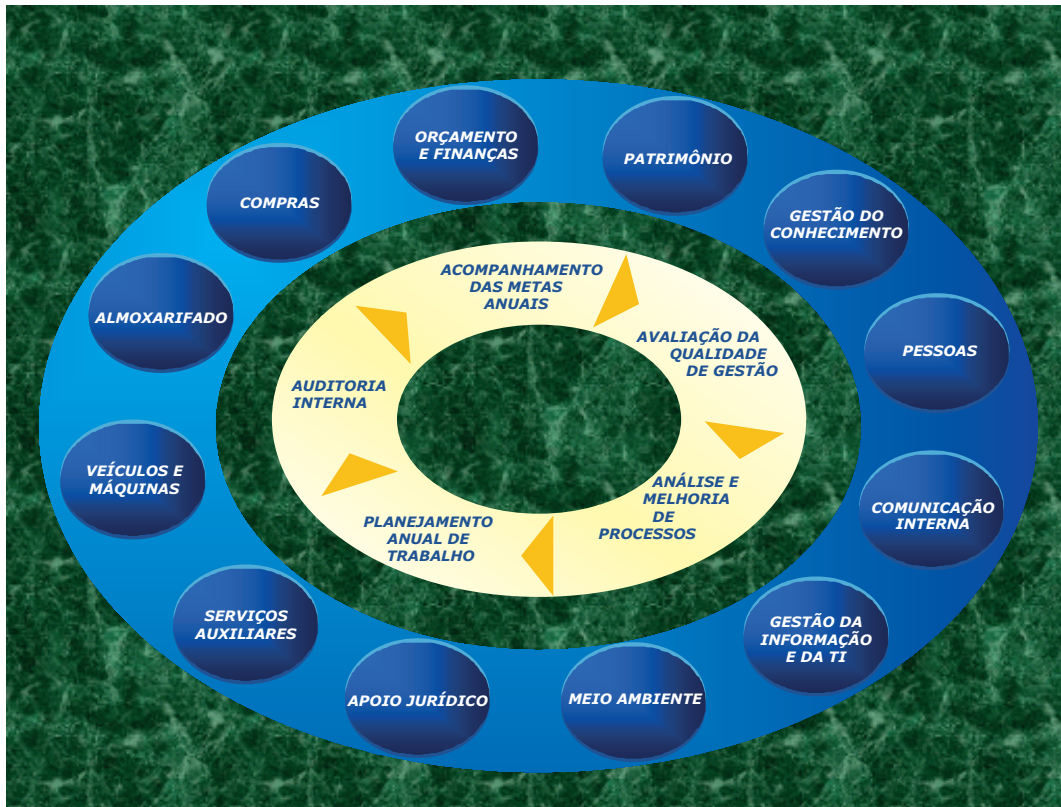 ORÇAMENTO
E FINANÇAS
PATRIMÔNIO
GESTÃO DO
CONHECIMENTO
PESSOAS
COMUNICAÇÃO
INTERNA
GESTÃO DA
INFORMAÇÃO
E DA TI
MEIO AMBIENTE
APOIO JURÍDICO
SERVIÇOS
AUXILIARES
VEÍCULOS E
MÁQUINAS
ALMOXARIFADO
COMPRAS
ACOMPANHAMENTO
DAS METAS
ANUAIS
AVALIAÇÃO DA
QUALIDADE
DE GESTÃO
ANÁLISE E
MELHORIA
DE
PROCESSOS
PLANEJAMENTO
ANUAL DE
TRABALHO
AUDITORIA
INTERNA